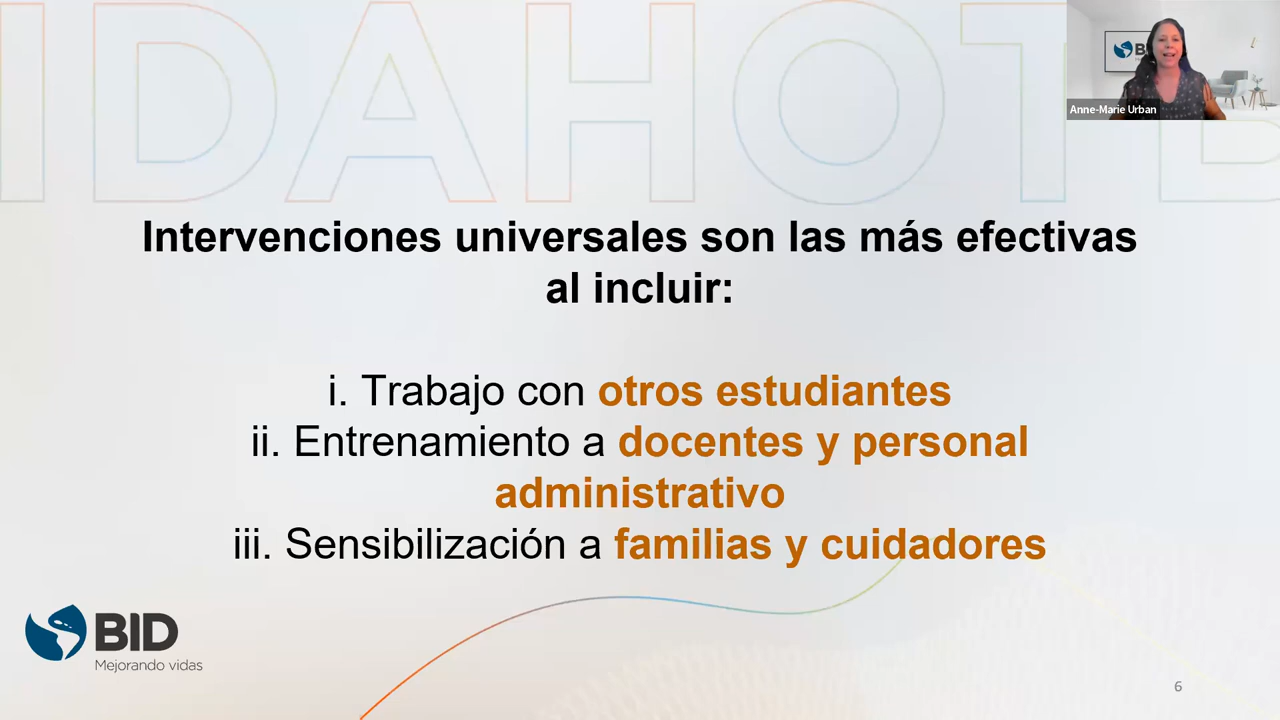 IDAHOT
Anne-Marie Urban
Intervenciones universales son las más efectivas
al incluir:
i. Trabajo con otros estudiantes
ii. Entrenamiento a docentes y personal
administrativo
iii. Sensibilización a familias y cuidadores
BID
Mejorando vidas
6